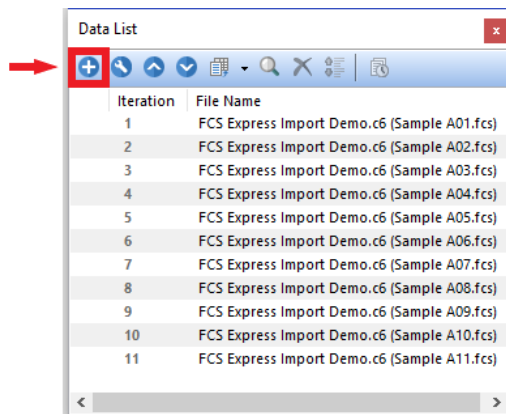 Data List
x
Iteration File Name
1 FCS Express Import Demo.c6 (Sample A01.fcs)
2 FCS Express Import Demo.c6 (Sample A02.fcs)
3 FCS Express Import Demo.c6 (Sample A03.fcs)
4 FCS Express Import Demo.c6 (Sample A04.fcs)
5 FCS Express Import Demo.c6 (Sample A05.fcs)
6 FCS Express Import Demo.c6 (Sample A06.fcs)
7 FCS Express Import Demo.c6 (Sample A07.fcs)
8 FCS Express Import Demo.c6 (Sample A08.fcs)
9 FCS Express Import Demo.c6 (Sample A09.fcs)
10 FCS Express Import Demo.c6 (Sample A10.fcs)
11 FCS Express Import Demo.c6 (Sample A11.fcs)